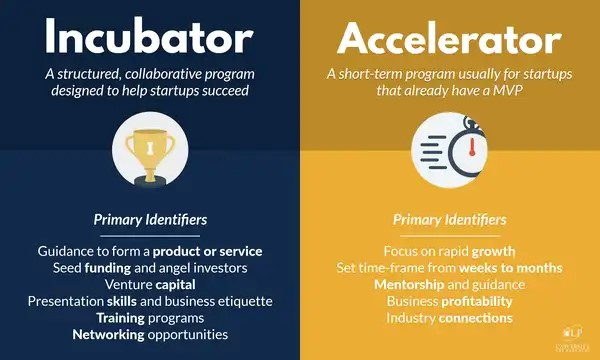 Incubator
A structured, collaborative program
designed to help startups succeed
I
Primary Identifiers
Guidance to form a product or service
Seed funding and angel investors
Venture capital
Presentation skills and business etiquette
Training programs
Networking opportunities
Accelerator
A short-term program usually for startups
that already have a MVP
Primary Identifiers
Focus on rapid growth
Set time-frame from weeks to months
Mentorship and guidance
Business profitability
Industry connections